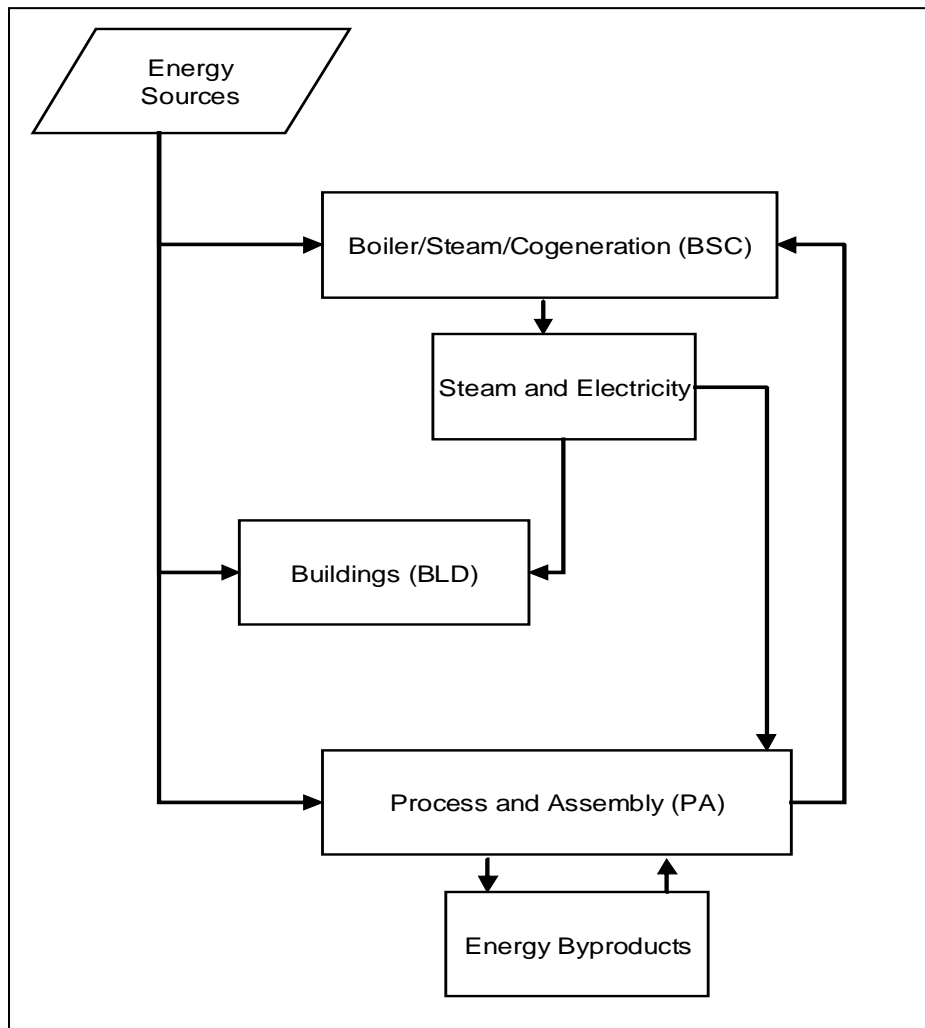 Energy
Sources
Boiler/Steam/Cogeneration (BSC)
Steam and Electricity
Buildings (BLD)
Process and Assembly (PA)
Energy Byproducts